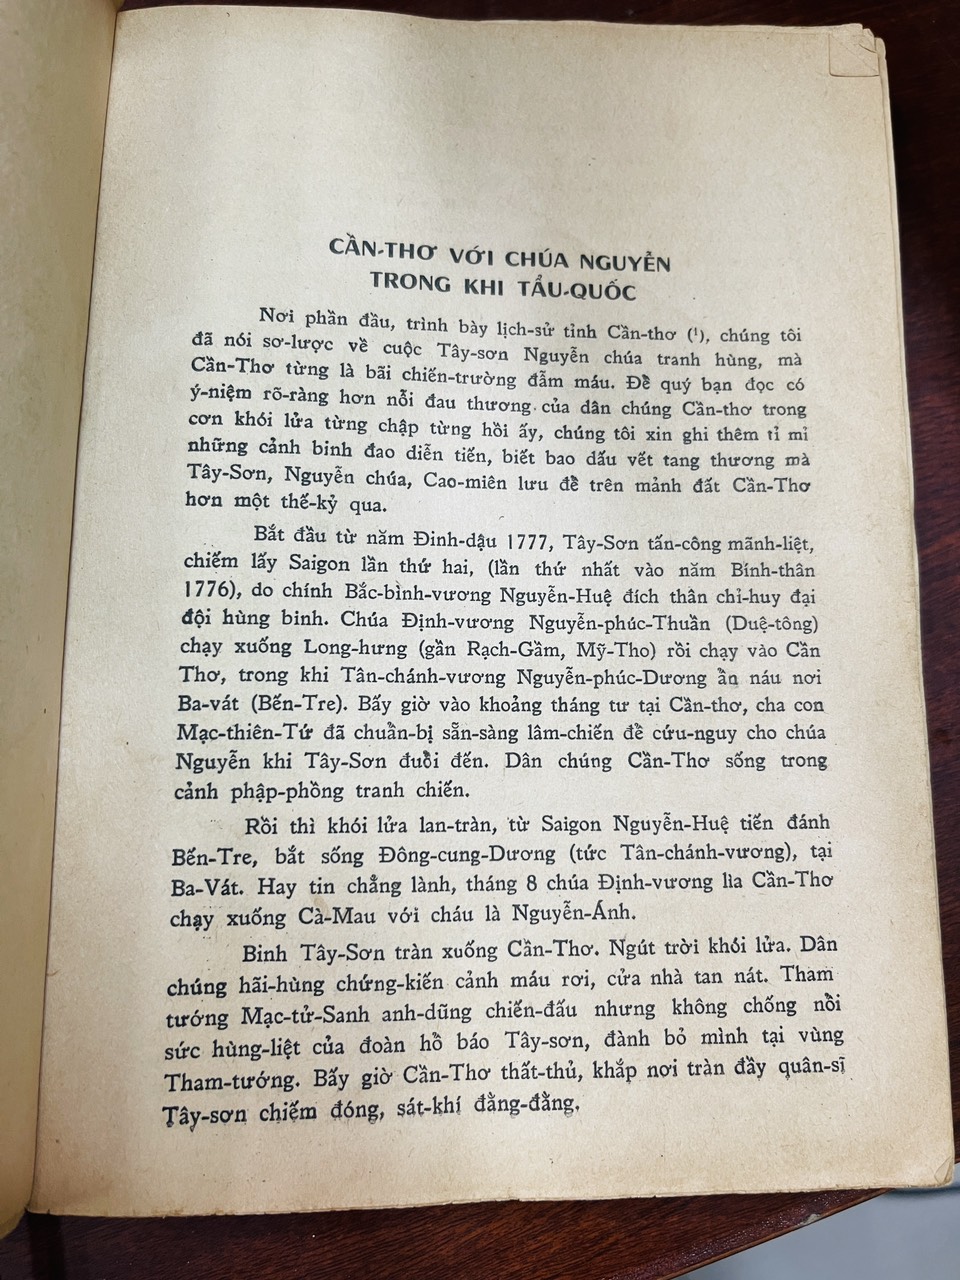 CẦN-THƠ VỚI CHÚA NGUYỄN
TRONG KHI TẨU-QUỐC
Nơi phần đầu, trình bày lịch-sử tỉnh Cần-thơ (¹), chúng tôi
đã nói sơ-lược về cuộc Tây-sơn Nguyễn chúa tranh hùng, mà
Cần-Thơ từng là bãi chiến-trường đẫm máu. Để quý bạn đọc có
ý-niệm rõ-ràng hơn nỗi đau thương của dân chúng Cần-thơ trong
cơn khói lửa từng chập từng hồi ấy, chúng tôi xin ghi thêm tỉ mỉ
những cảnh binh đao diễn tiến, biết bao dấu vết tang thương mà
Tây-Sơn, Nguyễn chúa, Cao-miên lưu để trên mảnh đất Cần-Thơ
hơn một thế-kỷ qua.
Bắt đầu từ năm Đinh-dậu 1777, Tây-Sơn tấn-công mãnh-liệt,
chiếm lấy Saigon lần thứ hai, (lần thứ nhất vào năm Bính-thân
1776), do chính Bắc-bình-vương Nguyễn-Huệ đích thân chỉ-huy đại
đội hùng binh. Chúa Định-vương Nguyễn-phúc-Thuần (Duệ-tông)
chạy xuống Long-hưng (gần Rạch-Gầm, Mỹ-Tho) rồi chạy vào Cần
Thơ, trong khi Tân-chánh-vương Nguyễn-phúc-Dương ẩn náu nơi
Ba-vát (Bến-Tre). Bấy giờ vào khoảng tháng tư tại Cần-thơ, cha con
Mạc-thiên-Tứ đã chuẩn-bị sẵn-sàng lâm-chiến để cứu-nguy cho chúa
Nguyễn khi Tây-Sơn đuổi đến. Dân chúng Cần-Thơ sống trong
cảnh phập-phồng tranh chiến.
Rồi thì khói lửa lan-tràn, từ Saigon Nguyễn-Huệ tiến đánh
Bến-Tre, bắt sống Đông-cung-Dương (tức Tân-chánh-vương), tại
Ba-Vát. Hay tin chẳng lành, tháng 8 chúa Định-vương lìa Cần-Thơ
chạy xuống Cà-Mau với cháu là Nguyễn-Ánh.
Binh Tây-Sơn tràn xuống Cần-Thơ. Ngút trời khói lửa. Dân
chúng hãi-hùng chứng-kiến cảnh máu rơi, cửa nhà tan nát. Tham
tướng Mạc-tử-Sanh anh-dũng chiến-đấu nhưng không chống nổi
sức hùng-liệt của đoàn hồ báo Tây-sơn, đành bỏ mình tại vùng
Tham-tướng. Bấy giờ Cần-Thơ thất-thủ, khắp nơi tràn đầy quân-sĩ
Tây-sơn chiếm đóng, sát-khí đằng-đằng.